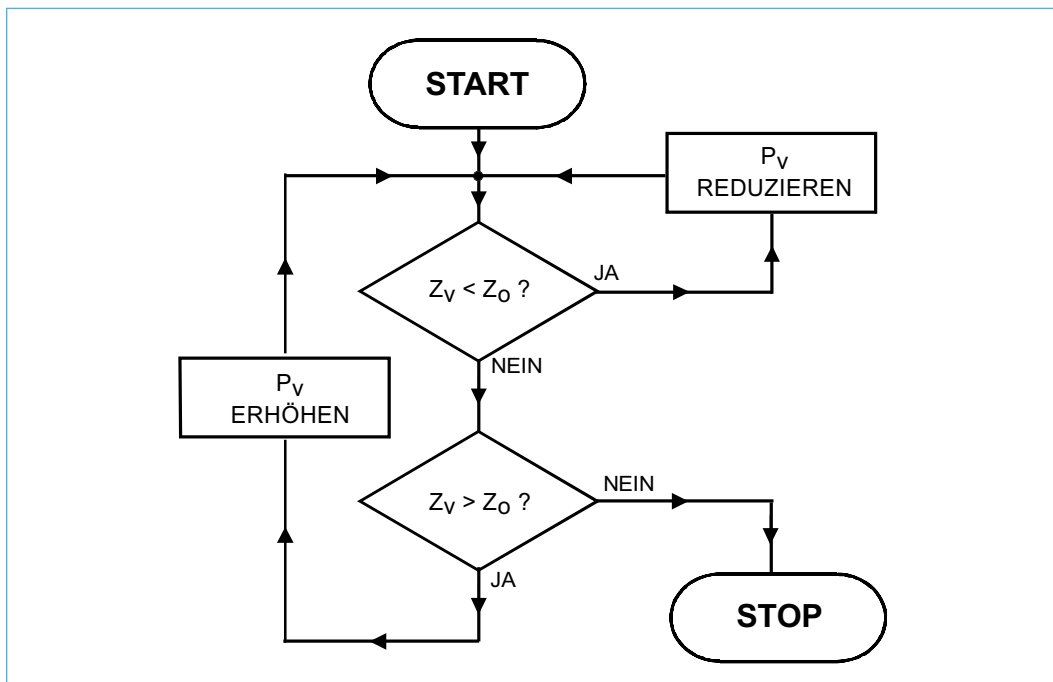 START
PV
REDUZIEREN
ZV < ZO ?
JA
NEIN
PV
ERHÖHEN
ZV > ZO ?
NEIN
JA
STOP